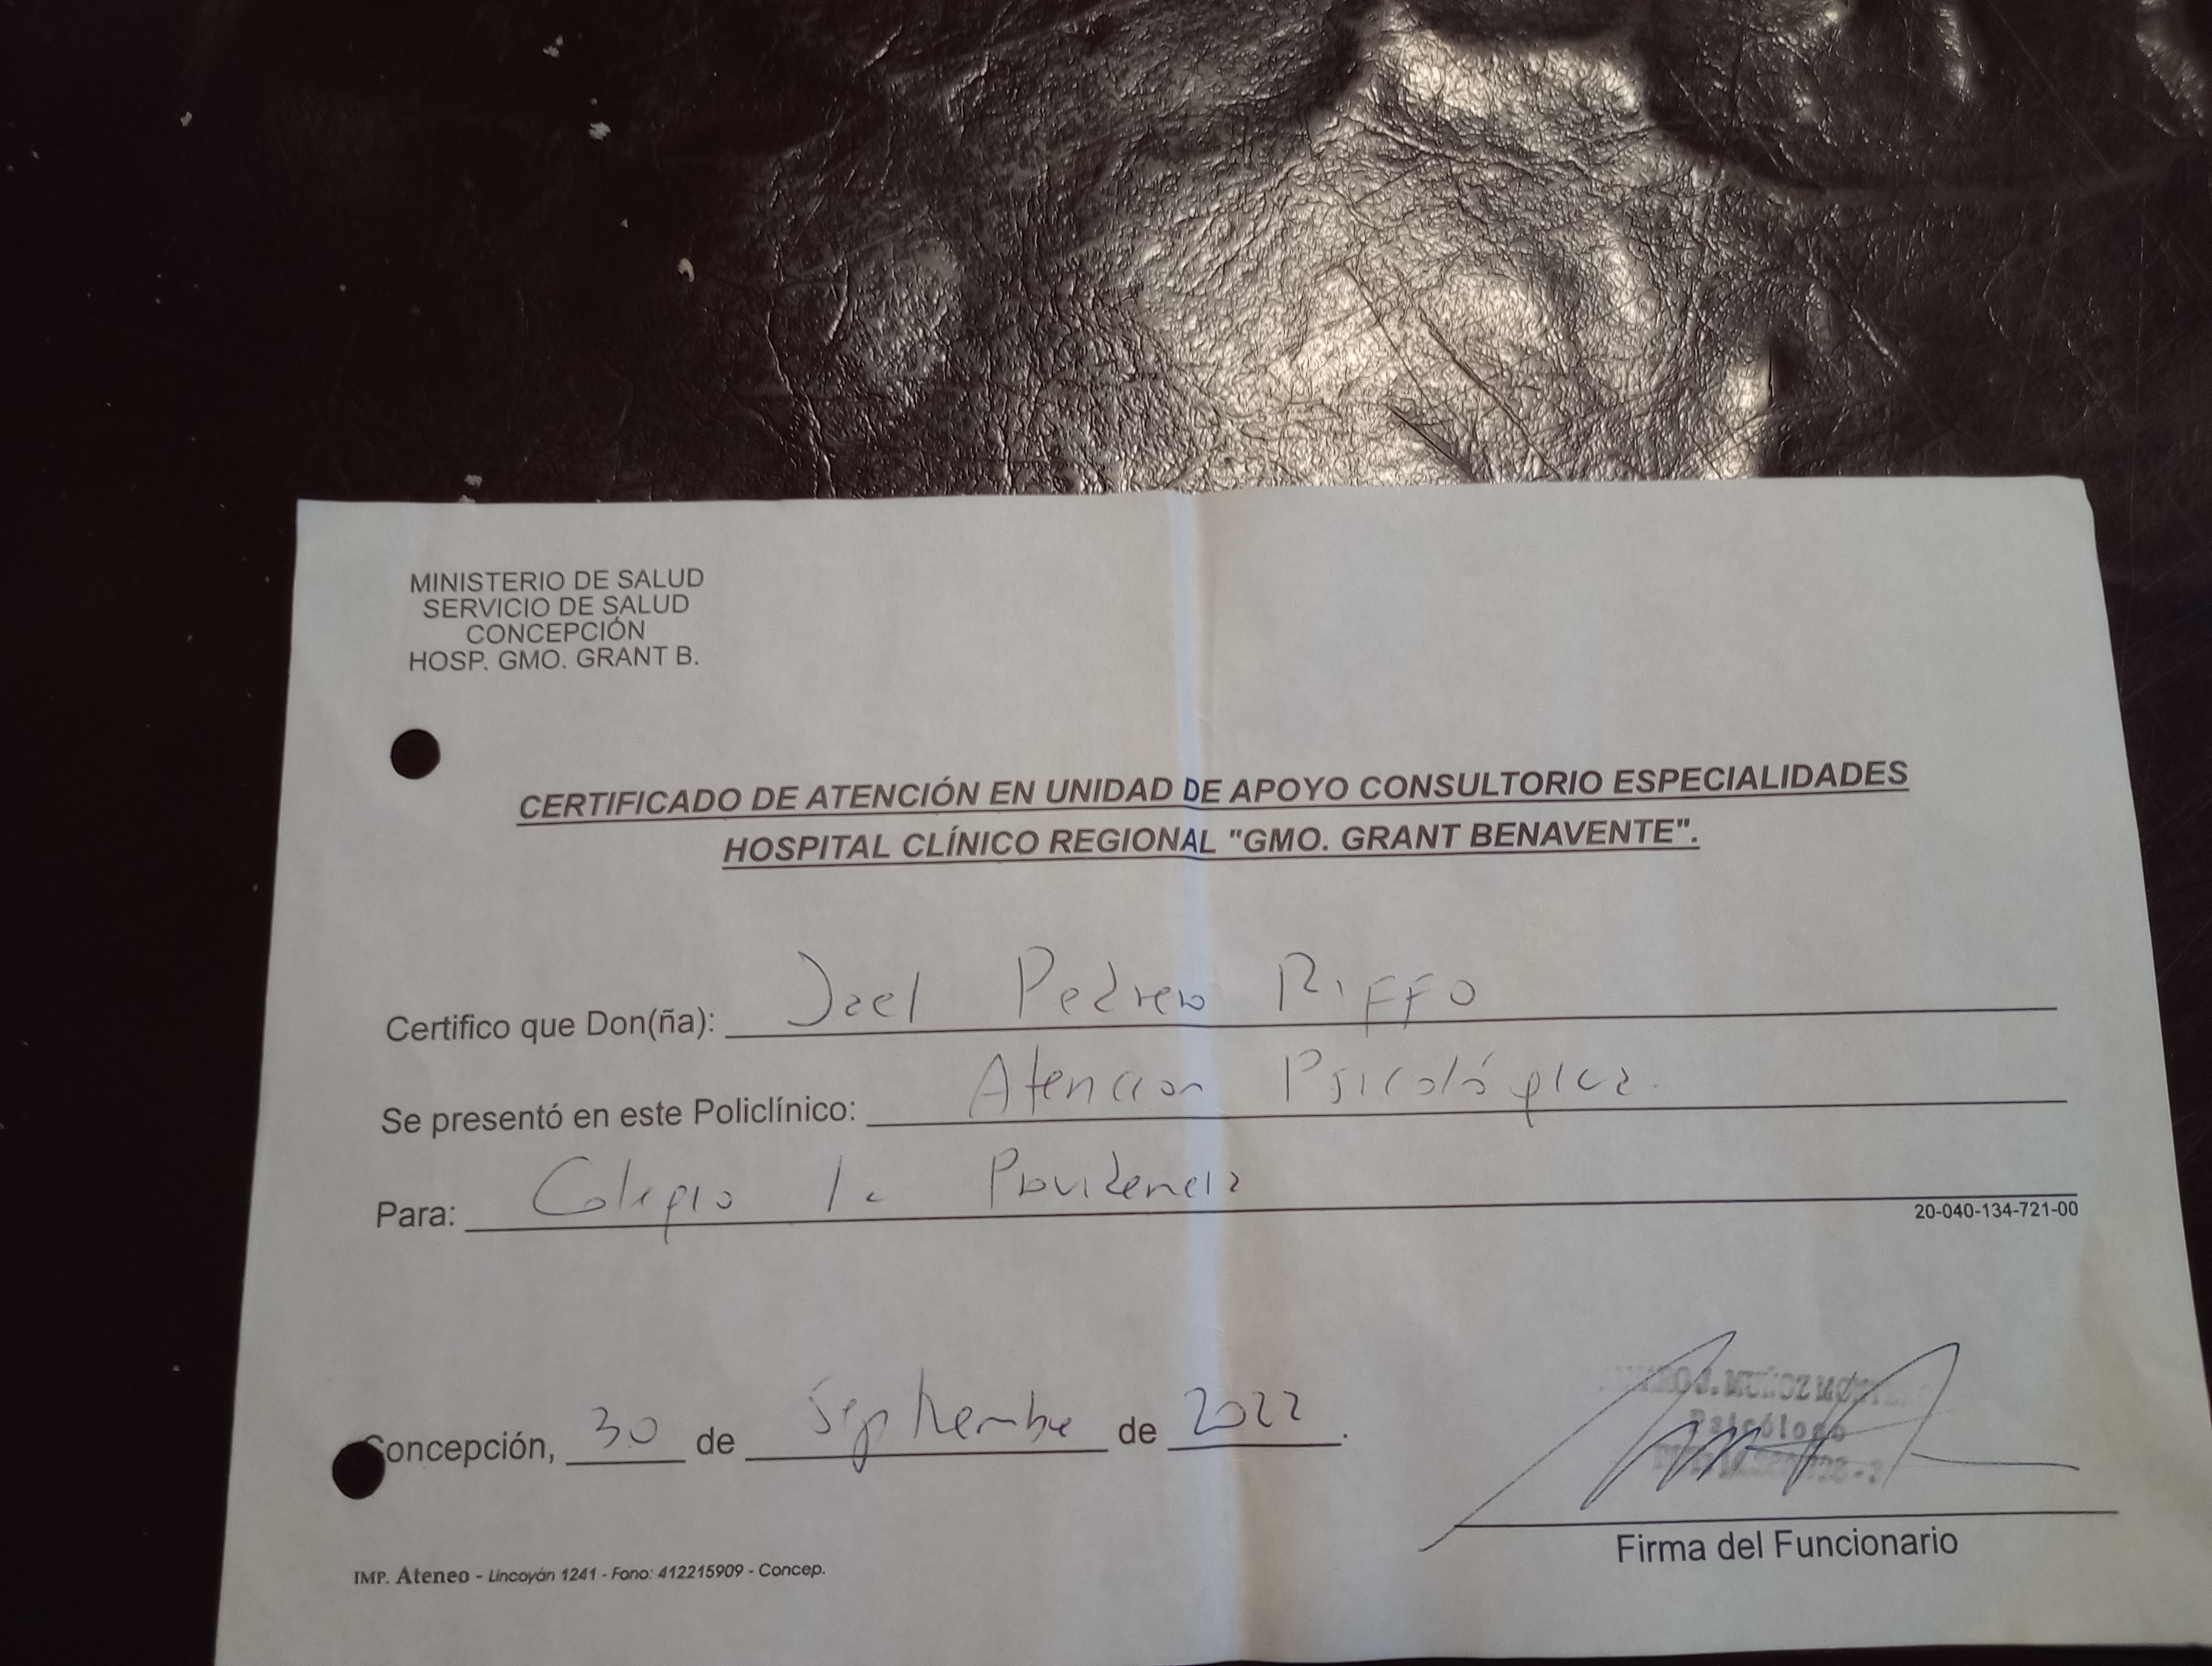 MINISTERIO DE SALUD
SERVICIO DE SALUD
CONCEPCIÓN
HOSP. GMO. GRANT B.
CERTIFICADO DE ATENCIÓN EN UNIDAD DE APOYO CONSULTORIO ESPECIALIDADES
HOSPITAL CLÍNICO REGIONAL "GMO. GRANT BENAVENTE".
Certifico que Don(ña): Jael Pedrero Riffo
Se presentó en este Policlínico: Atencion Psicológica.
Para: Colegio la Providencia
20-040-134-721-00
J. MUÑOZ
Psicólogo
Concepción, 30 de Septiembre de 2022.
Firma del Funcionario
IMP. Ateneo - Lincoyán 1241 - Fono: 412215909 - Concep.